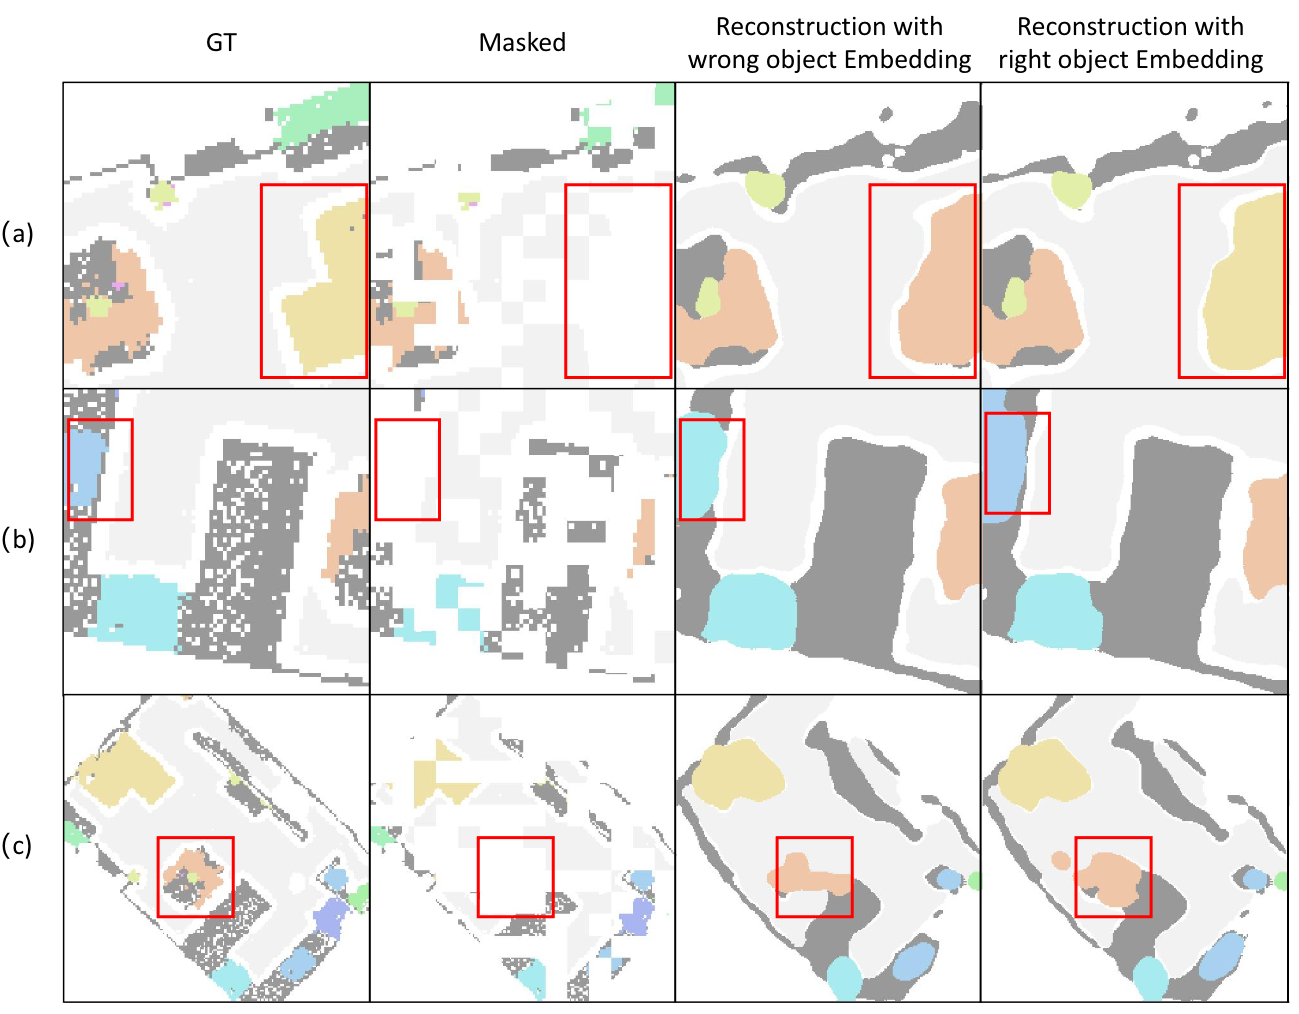 GT
Masked
Reconstruction with
wrong object Embedding
Reconstruction with
right object Embedding
(a)
(b)
(c)